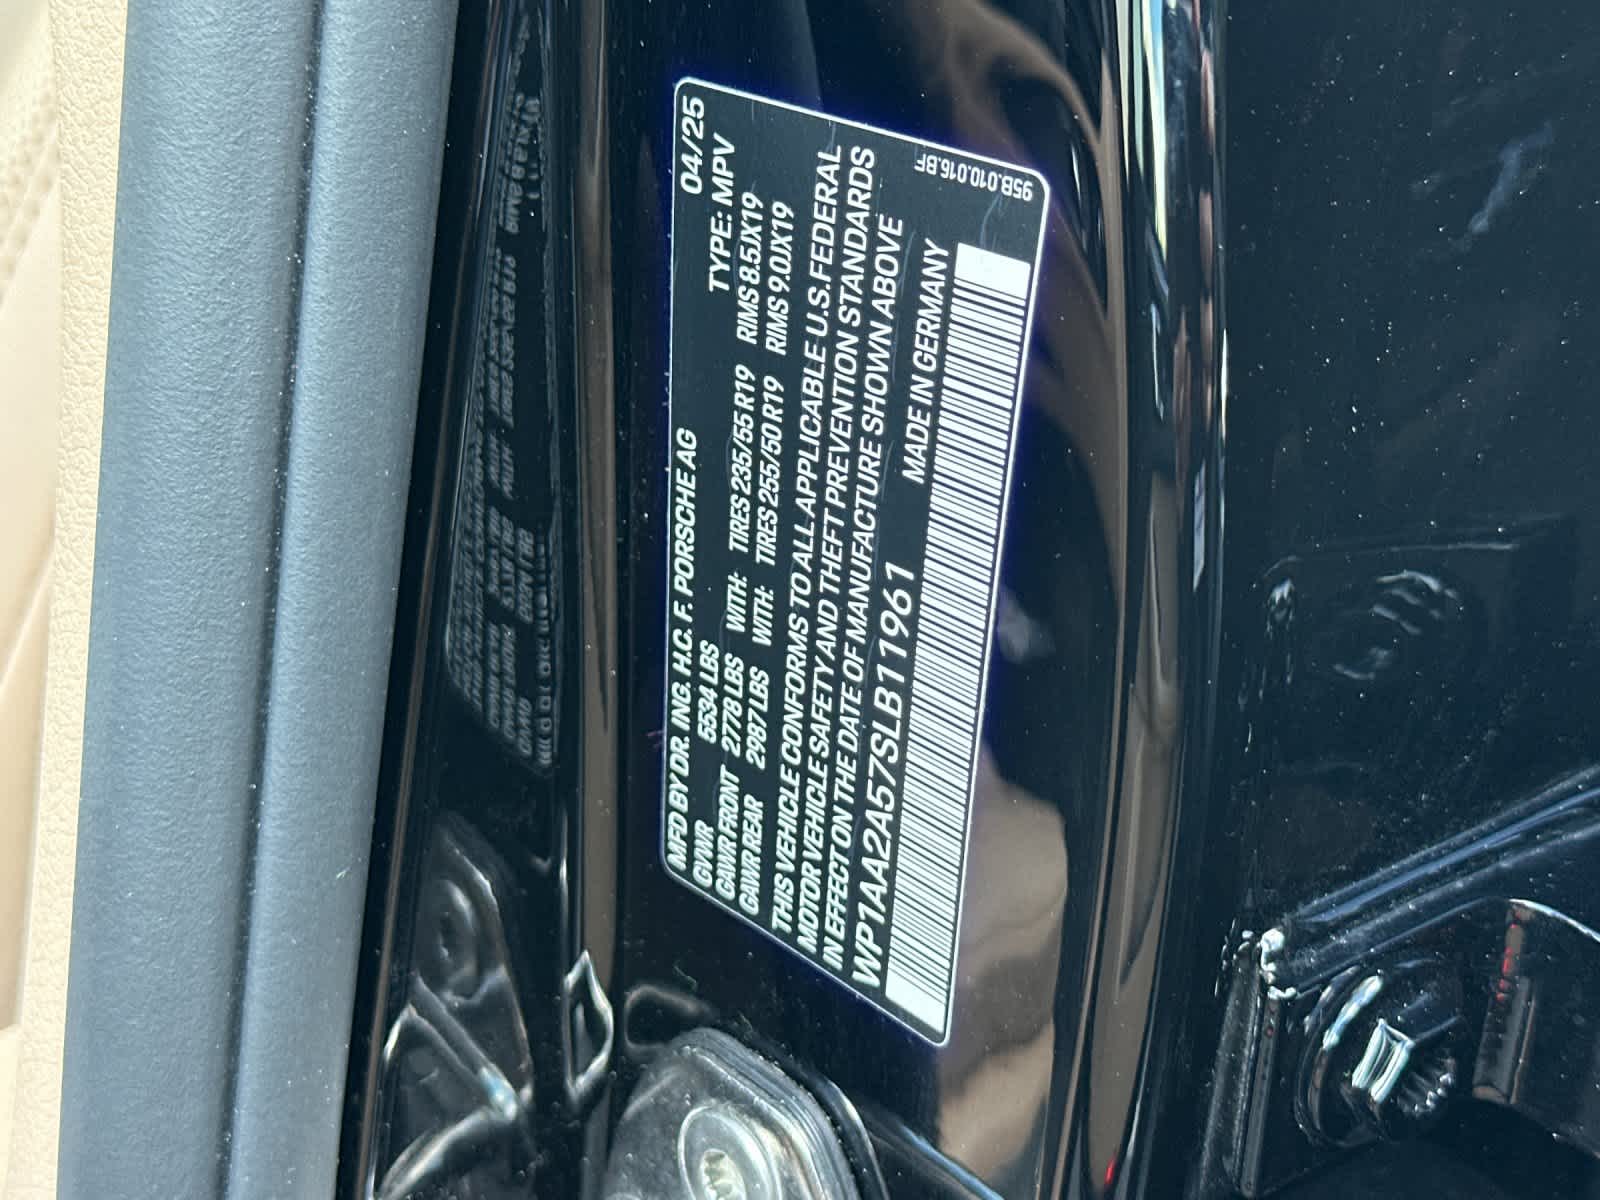 MFD BY DR. ING. H.C. F. PORSCHE AG 04/25
GVWR 5534 LBS TYPE: MPV
GAWR FRONT 2778 LBS WITH: TIRES 235/55 R19 RIMS 8.5JX19
GAWR REAR 2987 LBS WITH: TIRES 255/50 R19 RIMS 9.0JX19
THIS VEHICLE CONFORMS TO ALL APPLICABLE U.S. FEDERAL
MOTOR VEHICLE SAFETY AND THEFT PREVENTION STANDARDS
IN EFFECT ON THE DATE OF MANUFACTURE SHOWN ABOVE
WP1AA2A57SLB11961 MADE IN GERMANY
95B.010.016.BF